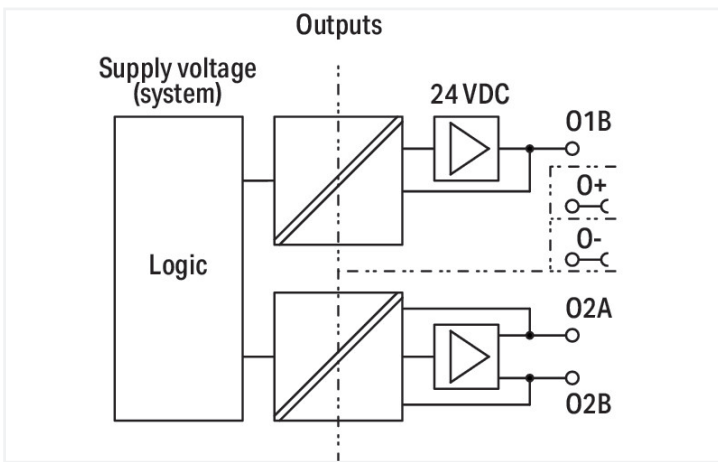 Outputs
Supply voltage
(system)
24 VDC
O1B
O+
O-
Logic
O2A
O2B